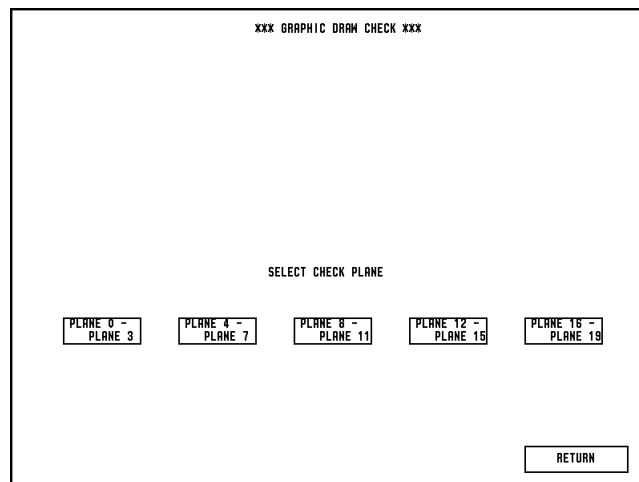 *** GRAPHIC DRAW CHECK ***
SELECT CHECK PLANE
PLANE 0 -
PLANE 3
PLANE 4 -
PLANE 7
PLANE 8 -
PLANE 11
PLANE 12 -
PLANE 15
PLANE 16 -
PLANE 19
RETURN